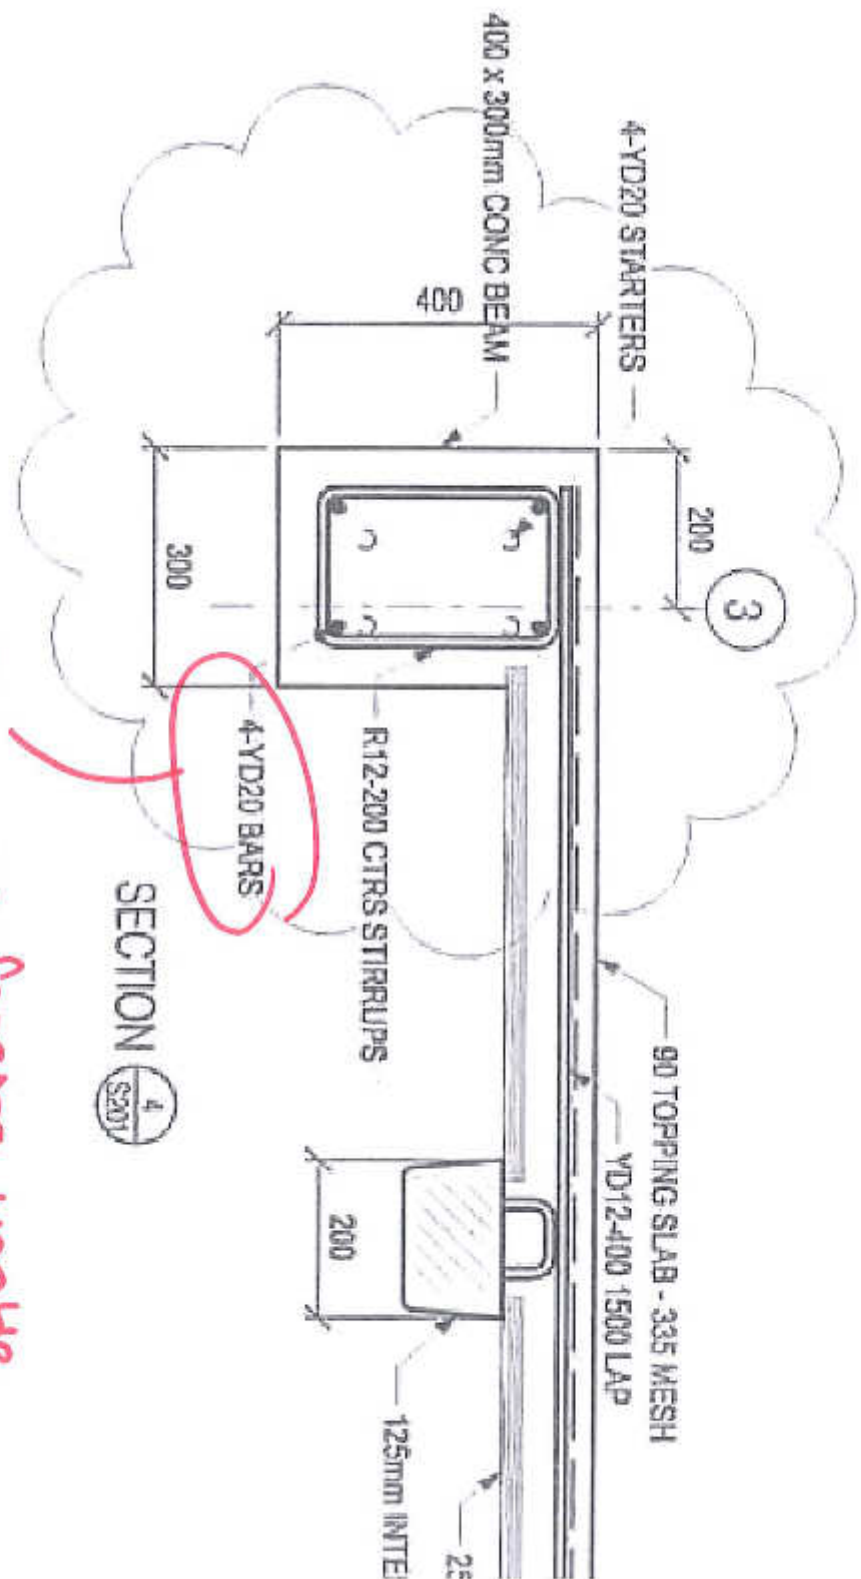 3
200
90 TOPPING SLAB - 335 MESH
4-YD20 STARTERS
YD12-400 1500 LAP
400 x 300mm CONC BEAM
25
400
125mm INTE
R12-200 CTRS STIRRUPS
200
4-YD20 BARS
300
SECTION 4
S201